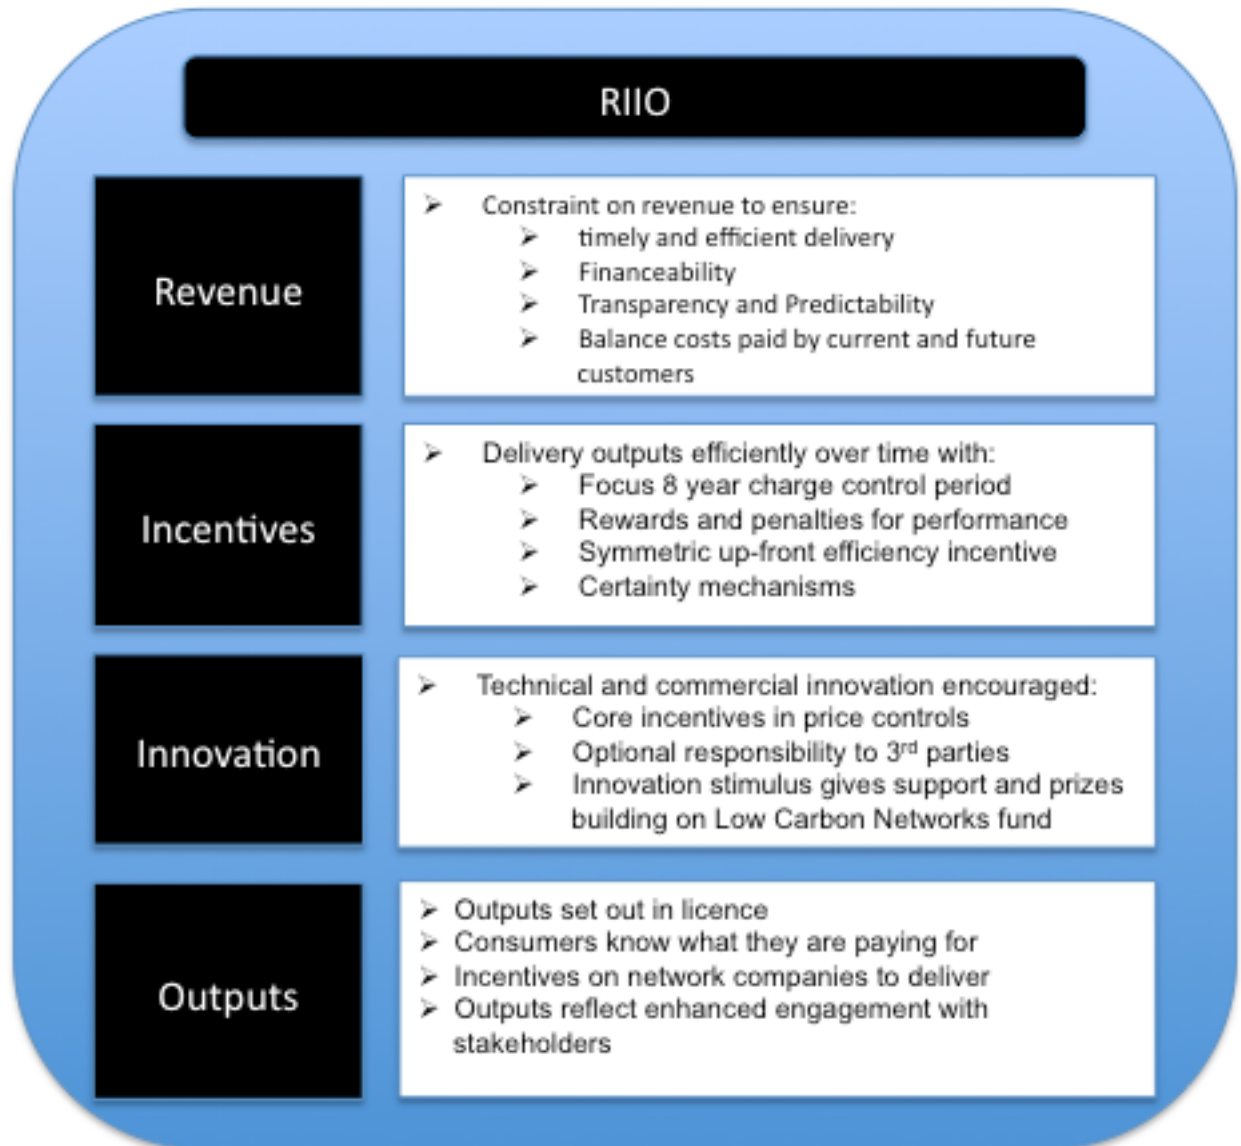 RIIO
Revenue
➢ Constraint on revenue to ensure:
➢ timely and efficient delivery
➢ Financeability
➢ Transparency and Predictability
➢ Balance costs paid by current and future
customers
Incentives
➢ Delivery outputs efficiently over time with:
➢ Focus 8 year charge control period
➢ Rewards and penalties for performance
➢ Symmetric up-front efficiency incentive
➢ Certainty mechanisms
Innovation
➢ Technical and commercial innovation encouraged:
➢ Core incentives in price controls
➢ Optional responsibility to 3rd parties
➢ Innovation stimulus gives support and prizes
building on Low Carbon Networks fund
Outputs
➢ Outputs set out in licence
➢ Consumers know what they are paying for
➢ Incentives on network companies to deliver
➢ Outputs reflect enhanced engagement with
stakeholders